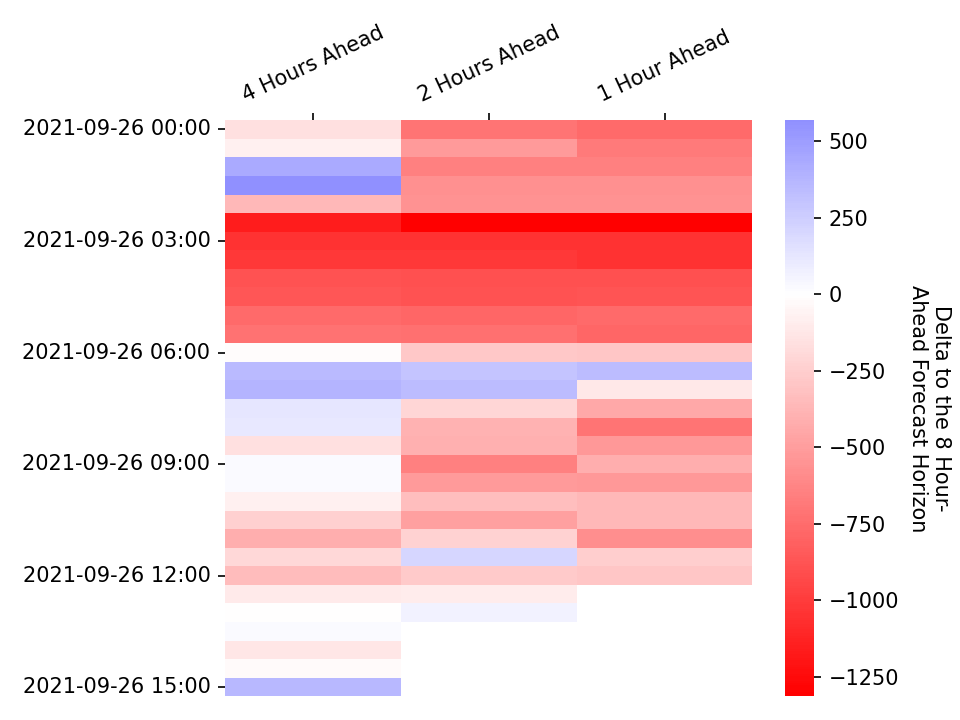 4 Hours Ahead
2 Hours Ahead
1 Hour Ahead
2021-09-26 00:00
2021-09-26 03:00
2021-09-26 06:00
2021-09-26 09:00
2021-09-26 12:00
2021-09-26 15:00
500
250
0
−250
−500
−750
−1000
−1250
Delta to the 8 Hour-
Ahead Forecast Horizon